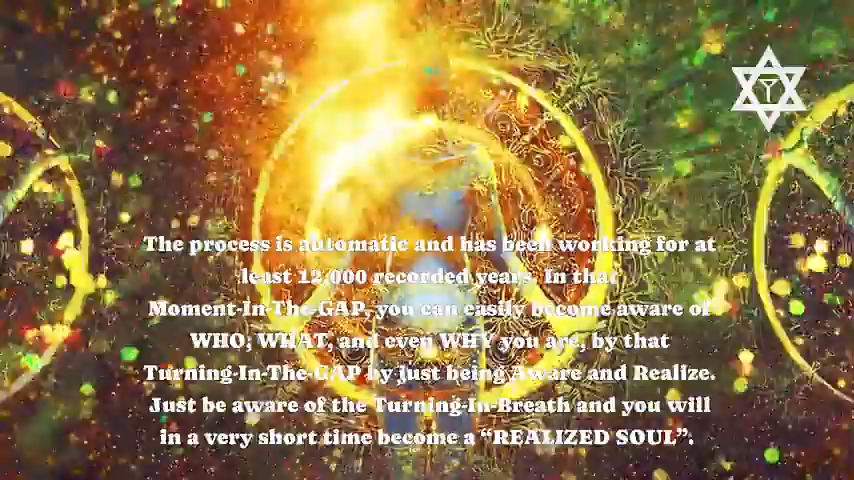 The process is automatic and has been working for at
least 12,000 recorded years. In that
Moment-In-The-GAP, you can easily become aware of
WHO; WHAT, and even WHY you are, by that
Turning-In-The-GAP by just being Aware and Realize.
Just be aware of the Turning-In-Breath and you will
in a very short time become a “REALIZED SOUL”.